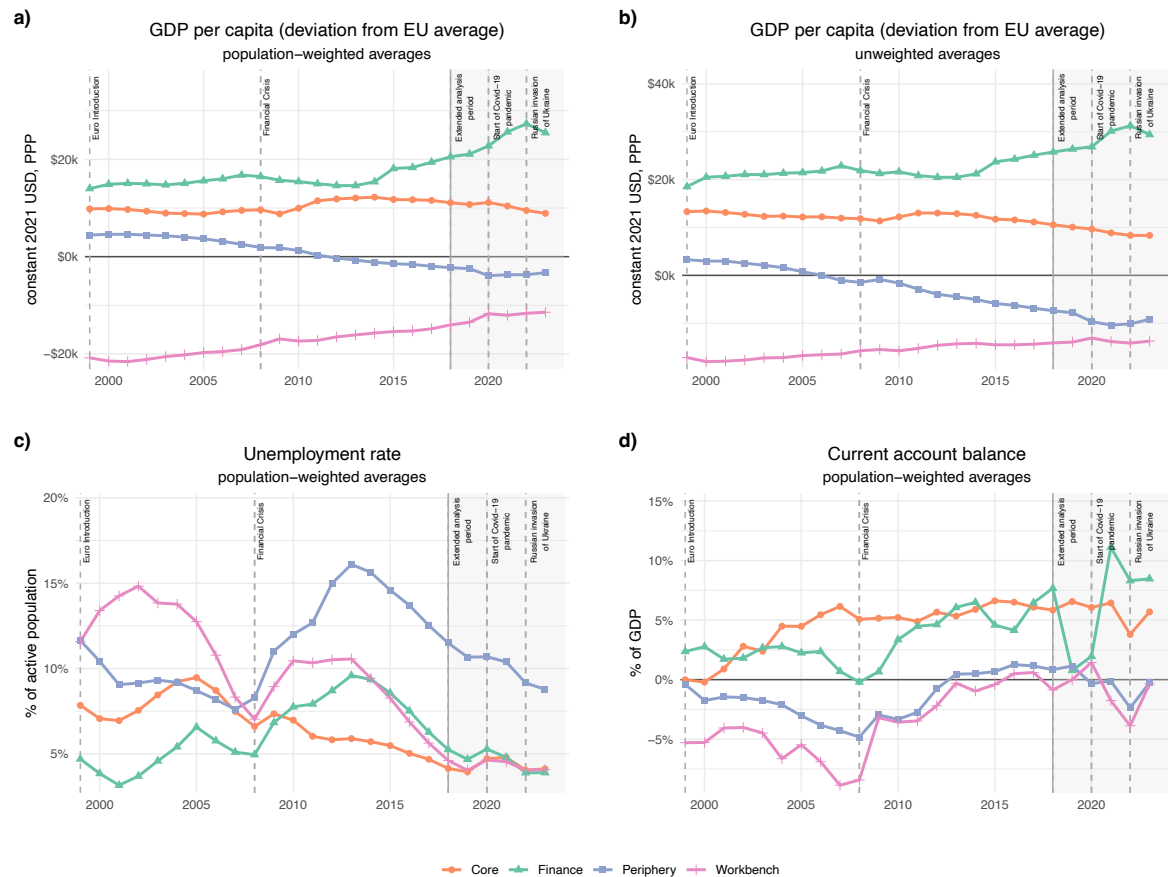 a)
GDP per capita (deviation from EU average)
population−weighted averages
constant 2021 USD, PPP
$20k
$0k
−$20k
Euro Introduction
Financial Crisis
Extended analysis
period
Start of Covid−19
pandemic
Russian invasion
of Ukraine
2000
2005
2010
2015
2020
b)
GDP per capita (deviation from EU average)
unweighted averages
constant 2021 USD, PPP
$40k
$20k
$0k
Euro Introduction
Financial Crisis
Extended analysis
period
Start of Covid−19
pandemic
Russian invasion
of Ukraine
2000
2005
2010
2015
2020
c)
Unemployment rate
population−weighted averages
% of active population
20%
15%
10%
5%
Euro Introduction
Financial Crisis
Extended analysis
period
Start of Covid−19
pandemic
Russian invasion
of Ukraine
2000
2005
2010
2015
2020
d)
Current account balance
population−weighted averages
% of GDP
15%
10%
5%
0%
−5%
Euro Introduction
Financial Crisis
Extended analysis
period
Start of Covid−19
pandemic
Russian invasion
of Ukraine
2000
2005
2010
2015
2020
Core
Finance
Periphery
Workbench